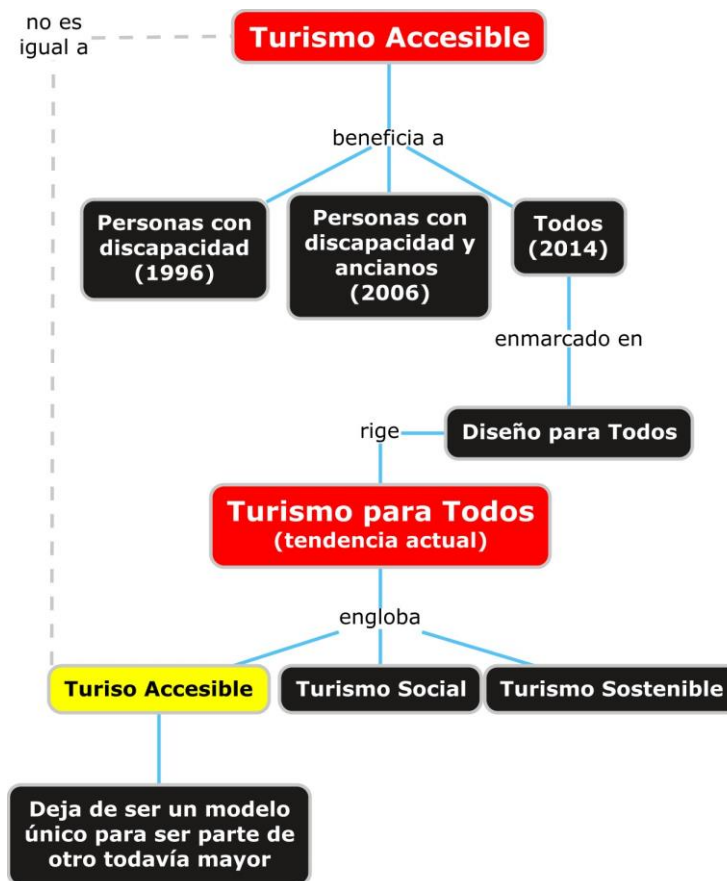 no es
igual a
Turismo Accesible
beneficia a
Personas con
discapacidad
(1996)
Personas con
discapacidad y
ancianos
(2006)
Todos
(2014)
enmarcado en
Diseño para Todos
rige
Turismo para Todos
(tendencia actual)
engloba
Turiso Accesible
Turismo Social
Turismo Sostenible
Deja de ser un modelo
único para ser parte de
otro todavía mayor